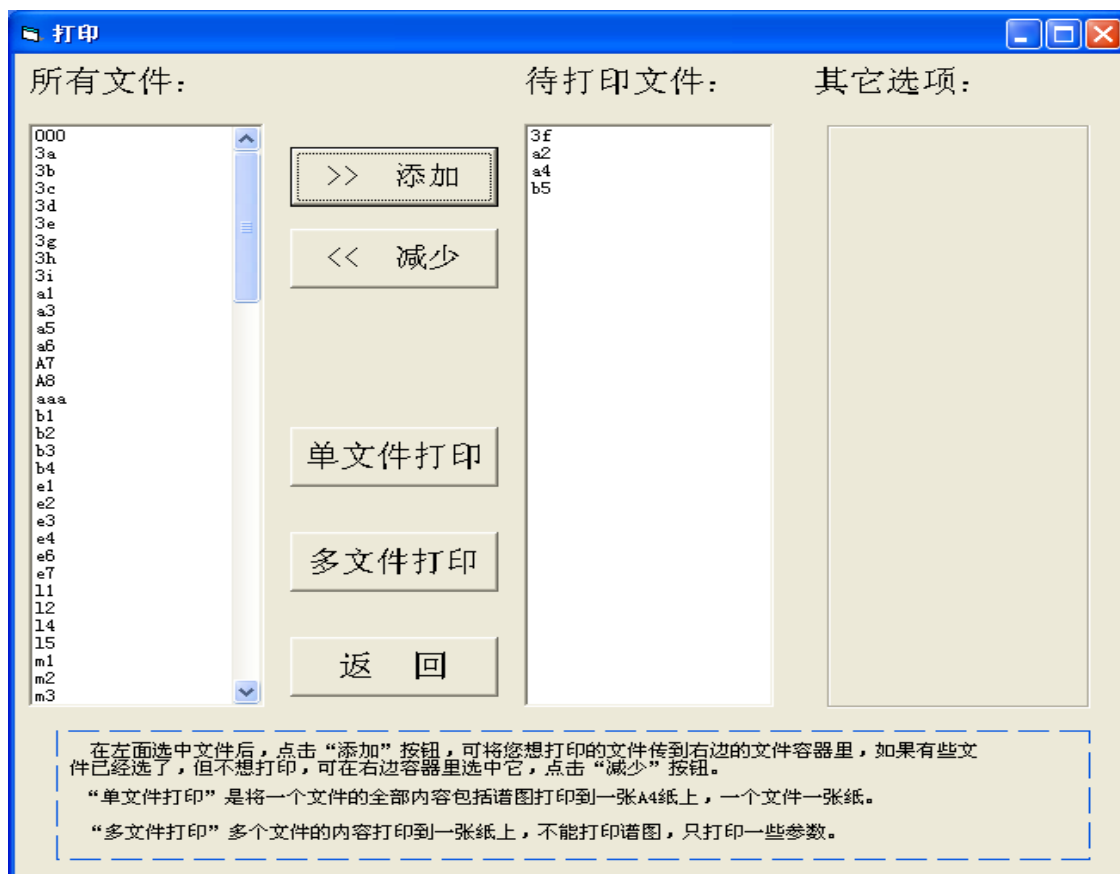 打印
所有文件：
待打印文件：
其它选项：
000
3a
3b
3c
3d
3e
3g
3h
3i
a1
a3
a5
a6
A7
A8
aaa
b1
b2
b3
b4
e1
e2
e3
e4
e6
e7
l1
l2
l4
l5
m1
m2
m3
>> 添加
<< 减少
单文件打印
多文件打印
返 回
3f
a2
a4
b5
在左面选中文件后，点击“添加”按钮，可将您想打印的文件传到右边的文件容器里，如果有些文
件已经选了，但不想打印，可在右边容器里选中它，点击“减少”按钮。
“单文件打印”是将一个文件的全部内容包括谱图打印到一张A4纸上，一个文件一张纸。
“多文件打印”多个文件的内容打印到一张纸上，不能打印谱图，只打印一些参数。